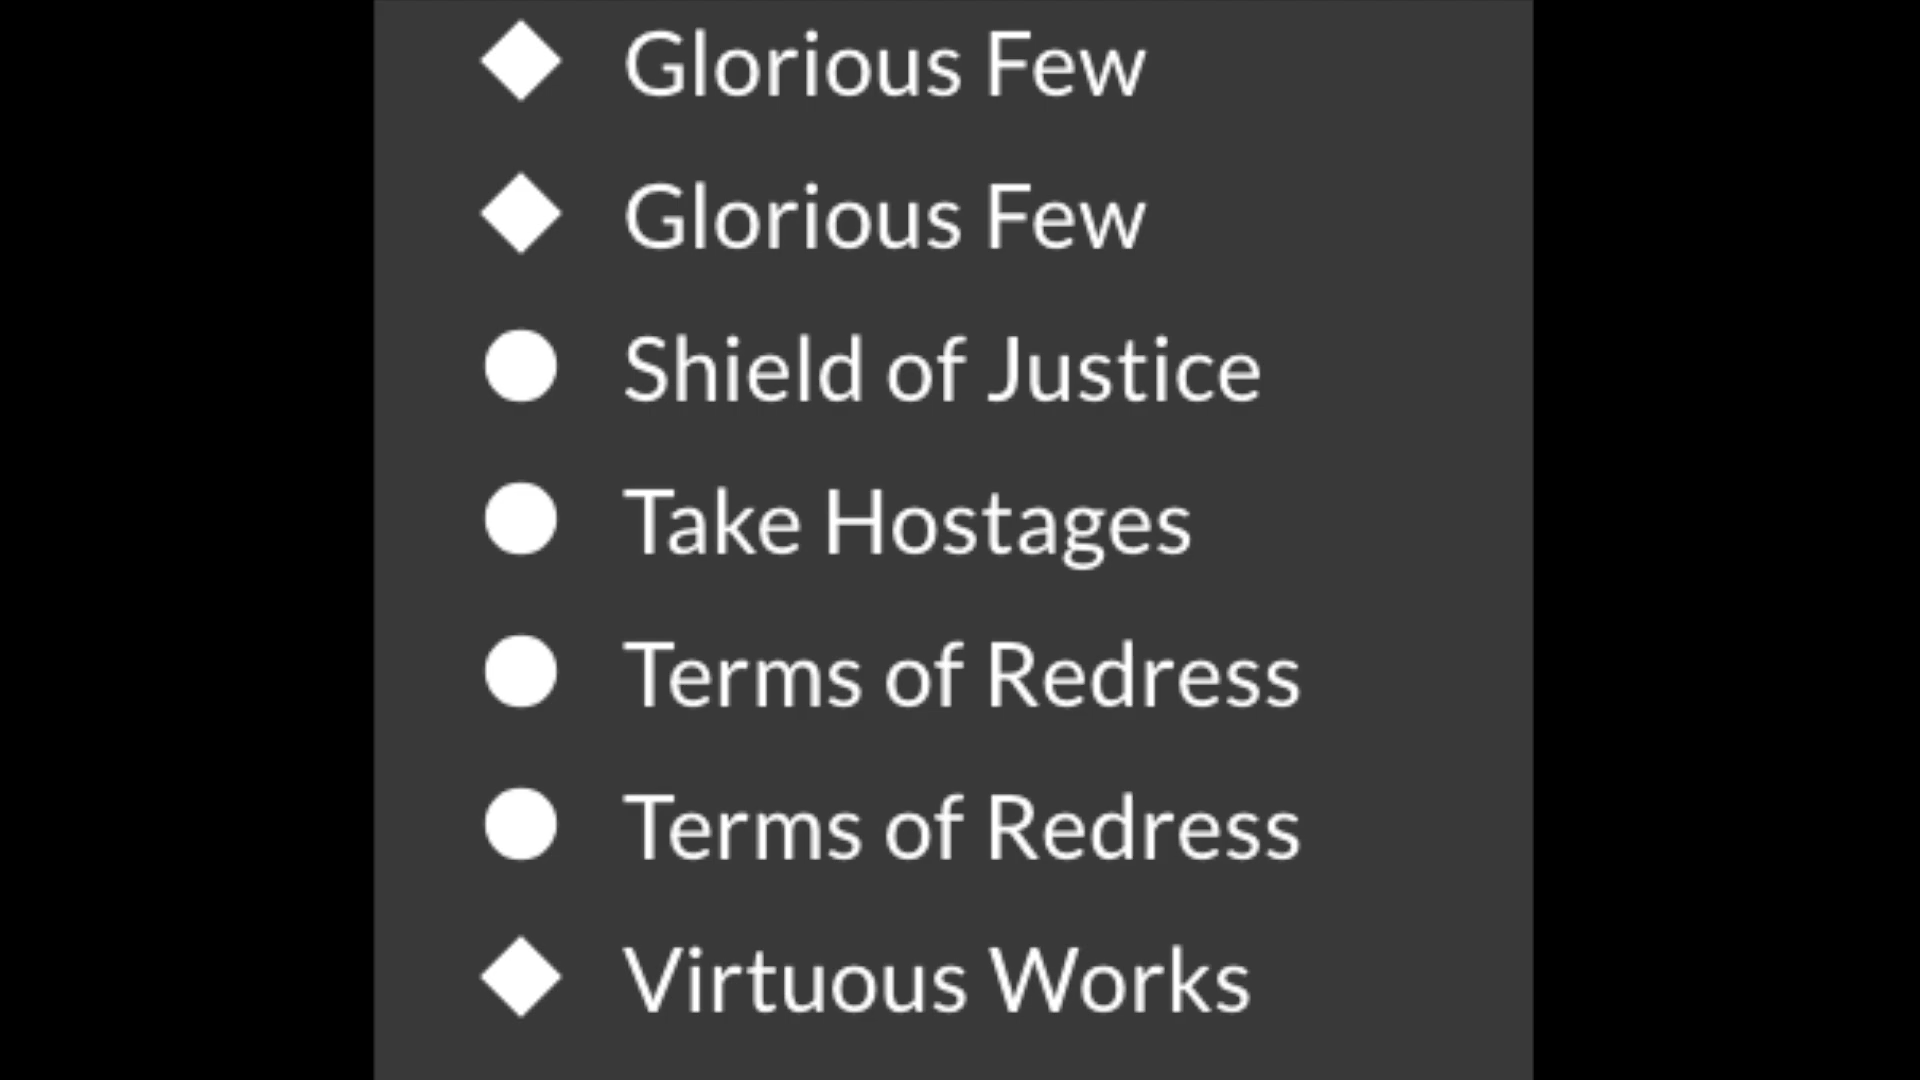 Glorious Few
Glorious Few
Shield of Justice
Take Hostages
Terms of Redress
Terms of Redress
Virtuous Works